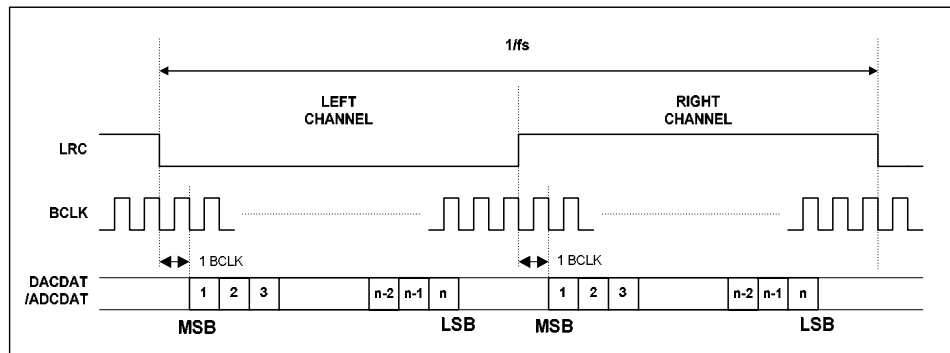 1/fs
LEFT
CHANNEL
RIGHT
CHANNEL
LRC
BCLK
1 BCLK
1 BCLK
DACDAT
/ADCDAT
1 2 3 n-2 n-1 n 1 2 3 n-2 n-1 n
MSB LSB MSB LSB